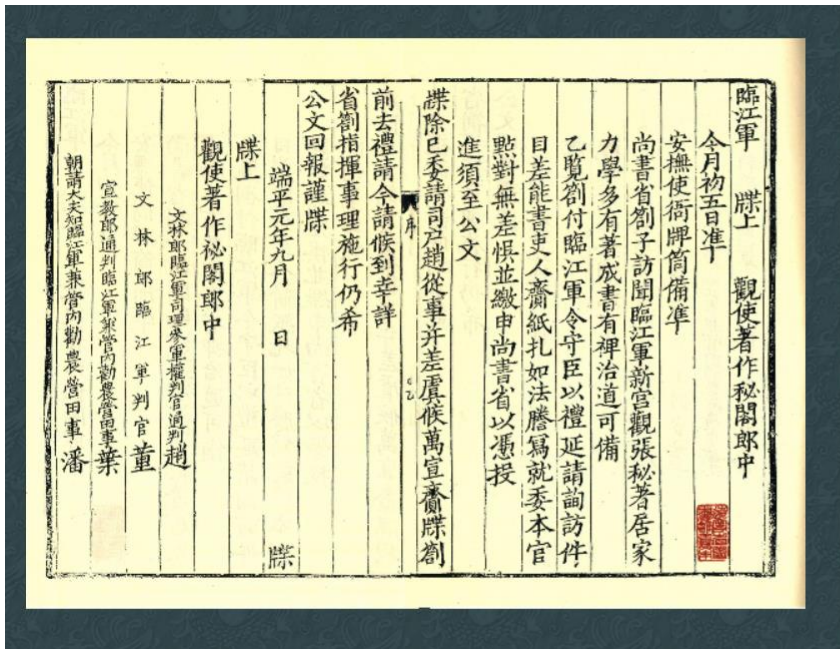 臨江軍 牒上 觀使著作秘閣郎中
今月初五日准
安撫使衙牌筒備准
尚書省劄子訪聞臨江軍新宮觀張秘著居家
力學多有著成書有裨治道可備
乙覧劄付臨江軍令守臣以禮延請詢訪件
目差能書吏人齎紙札如法謄寫就委本官
㸃對無差悞並繳申尚書省以憑投
進須至公文
牒除已委請司户趙從事并差虞候萬宣齎牒劄
序
前去禮請今請候到幸詳
省劄指揮事理施行仍希
公文回報謹牒
端平元年九月 日 牒
牒上
觀使著作祕閣郎中
文林郎臨江軍司理叅軍權判官通判趙
文林郎臨江軍判官董
宣教郎通判臨江軍兼管内勸農營田事葉
朝請大夫知臨江軍兼管内勸農營田事潘